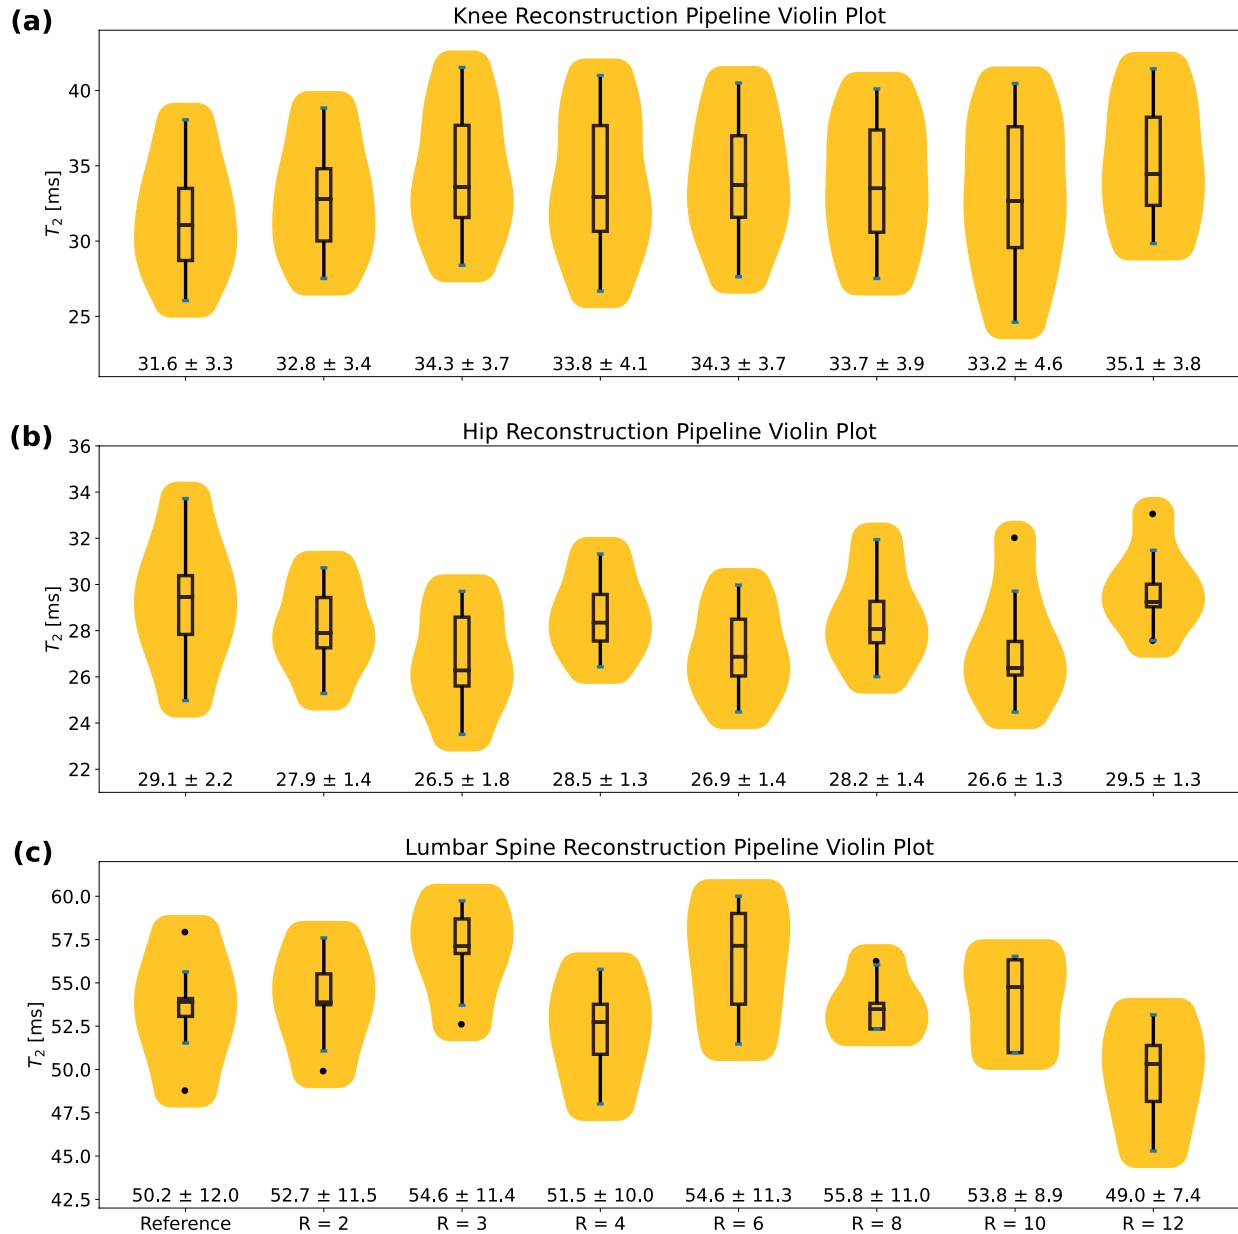 (a)
Knee Reconstruction Pipeline Violin Plot
T₂ [ms]
40
35
30
25
31.6 ± 3.3 32.8 ± 3.4 34.3 ± 3.7 33.8 ± 4.1 34.3 ± 3.7 33.7 ± 3.9 33.2 ± 4.6 35.1 ± 3.8
(b)
Hip Reconstruction Pipeline Violin Plot
T₂ [ms]
36
34
32
30
28
26
24
22
29.1 ± 2.2 27.9 ± 1.4 26.5 ± 1.8 28.5 ± 1.3 26.9 ± 1.4 28.2 ± 1.4 26.6 ± 1.3 29.5 ± 1.3
(c)
Lumbar Spine Reconstruction Pipeline Violin Plot
T₂ [ms]
60.0
57.5
55.0
52.5
50.0
47.5
45.0
42.5
50.2 ± 12.0 52.7 ± 11.5 54.6 ± 11.4 51.5 ± 10.0 54.6 ± 11.3 55.8 ± 11.0 53.8 ± 8.9 49.0 ± 7.4
Reference R = 2 R = 3 R = 4 R = 6 R = 8 R = 10 R = 12